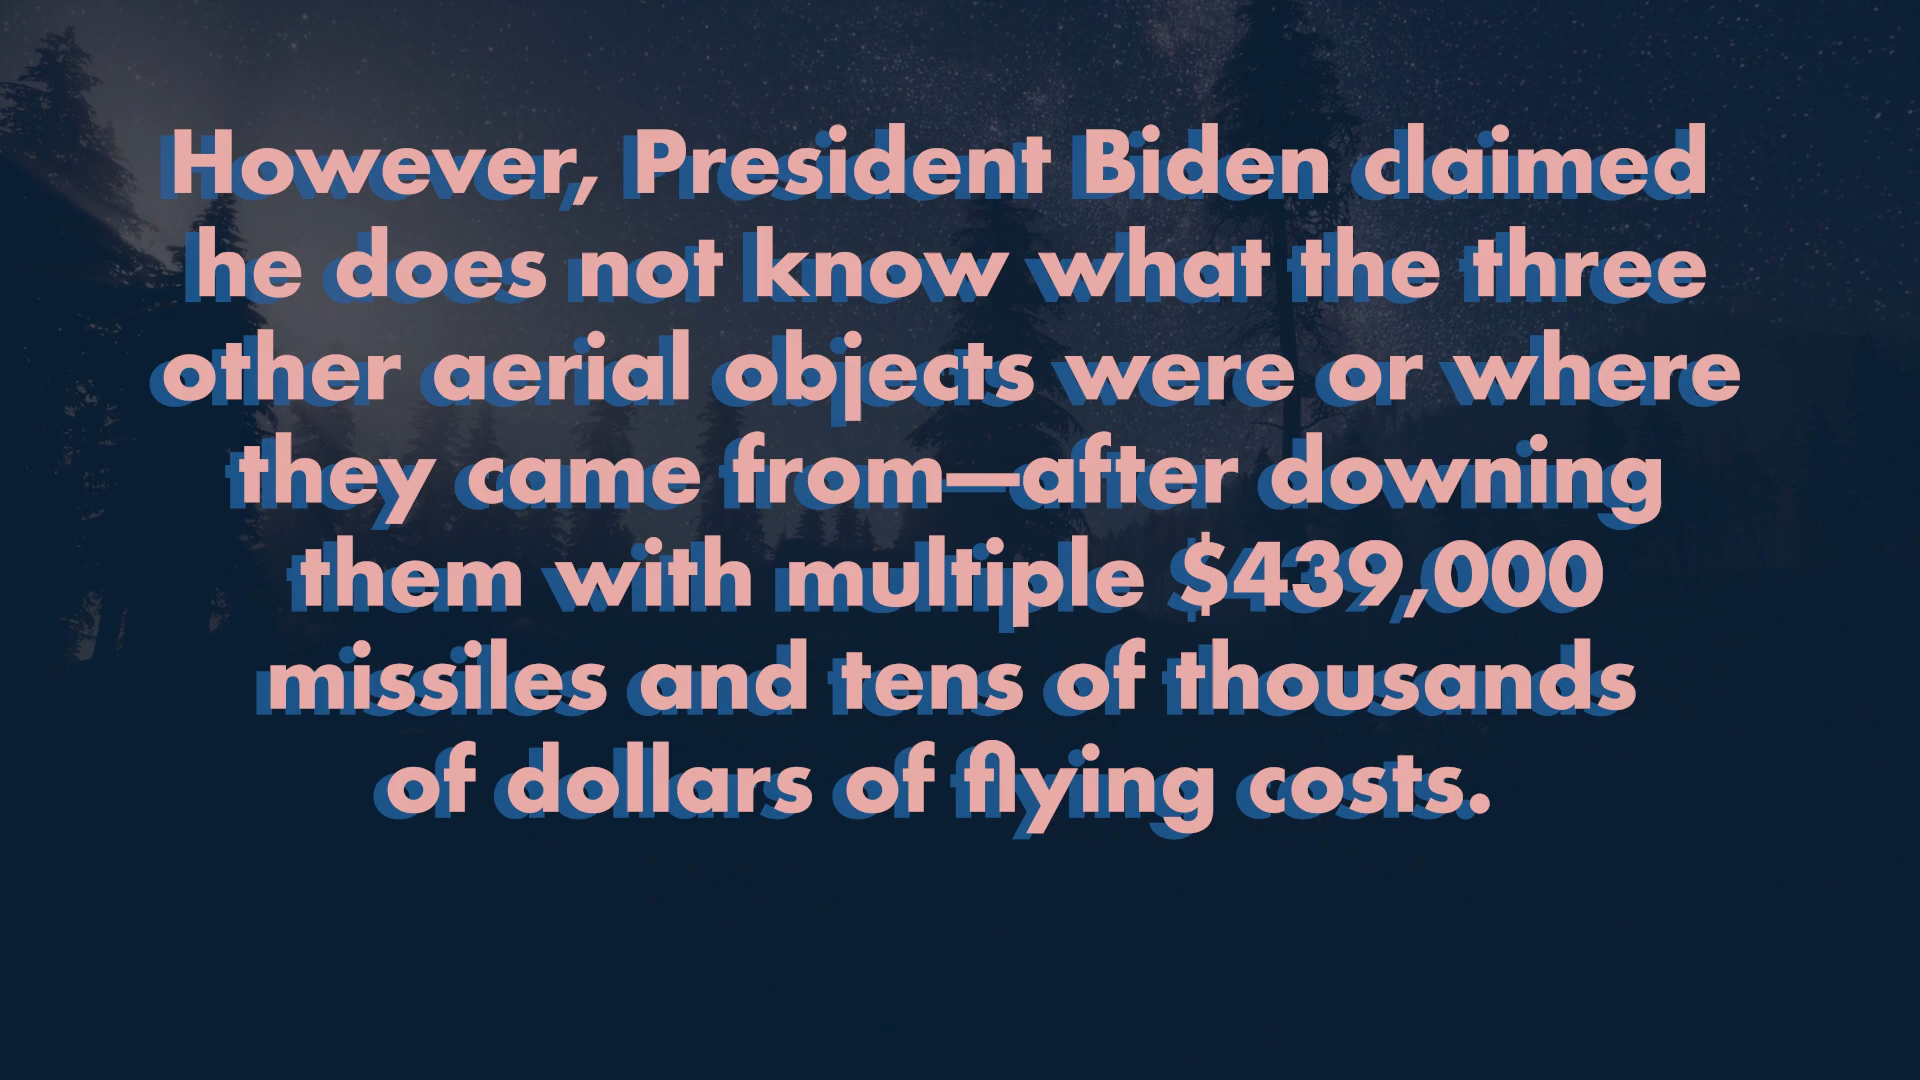 However, President Biden claimed
he does not know what the three
other aerial objects were or where
they came from—after downing
them with multiple $439,000
missiles and tens of thousands
of dollars of flying costs.